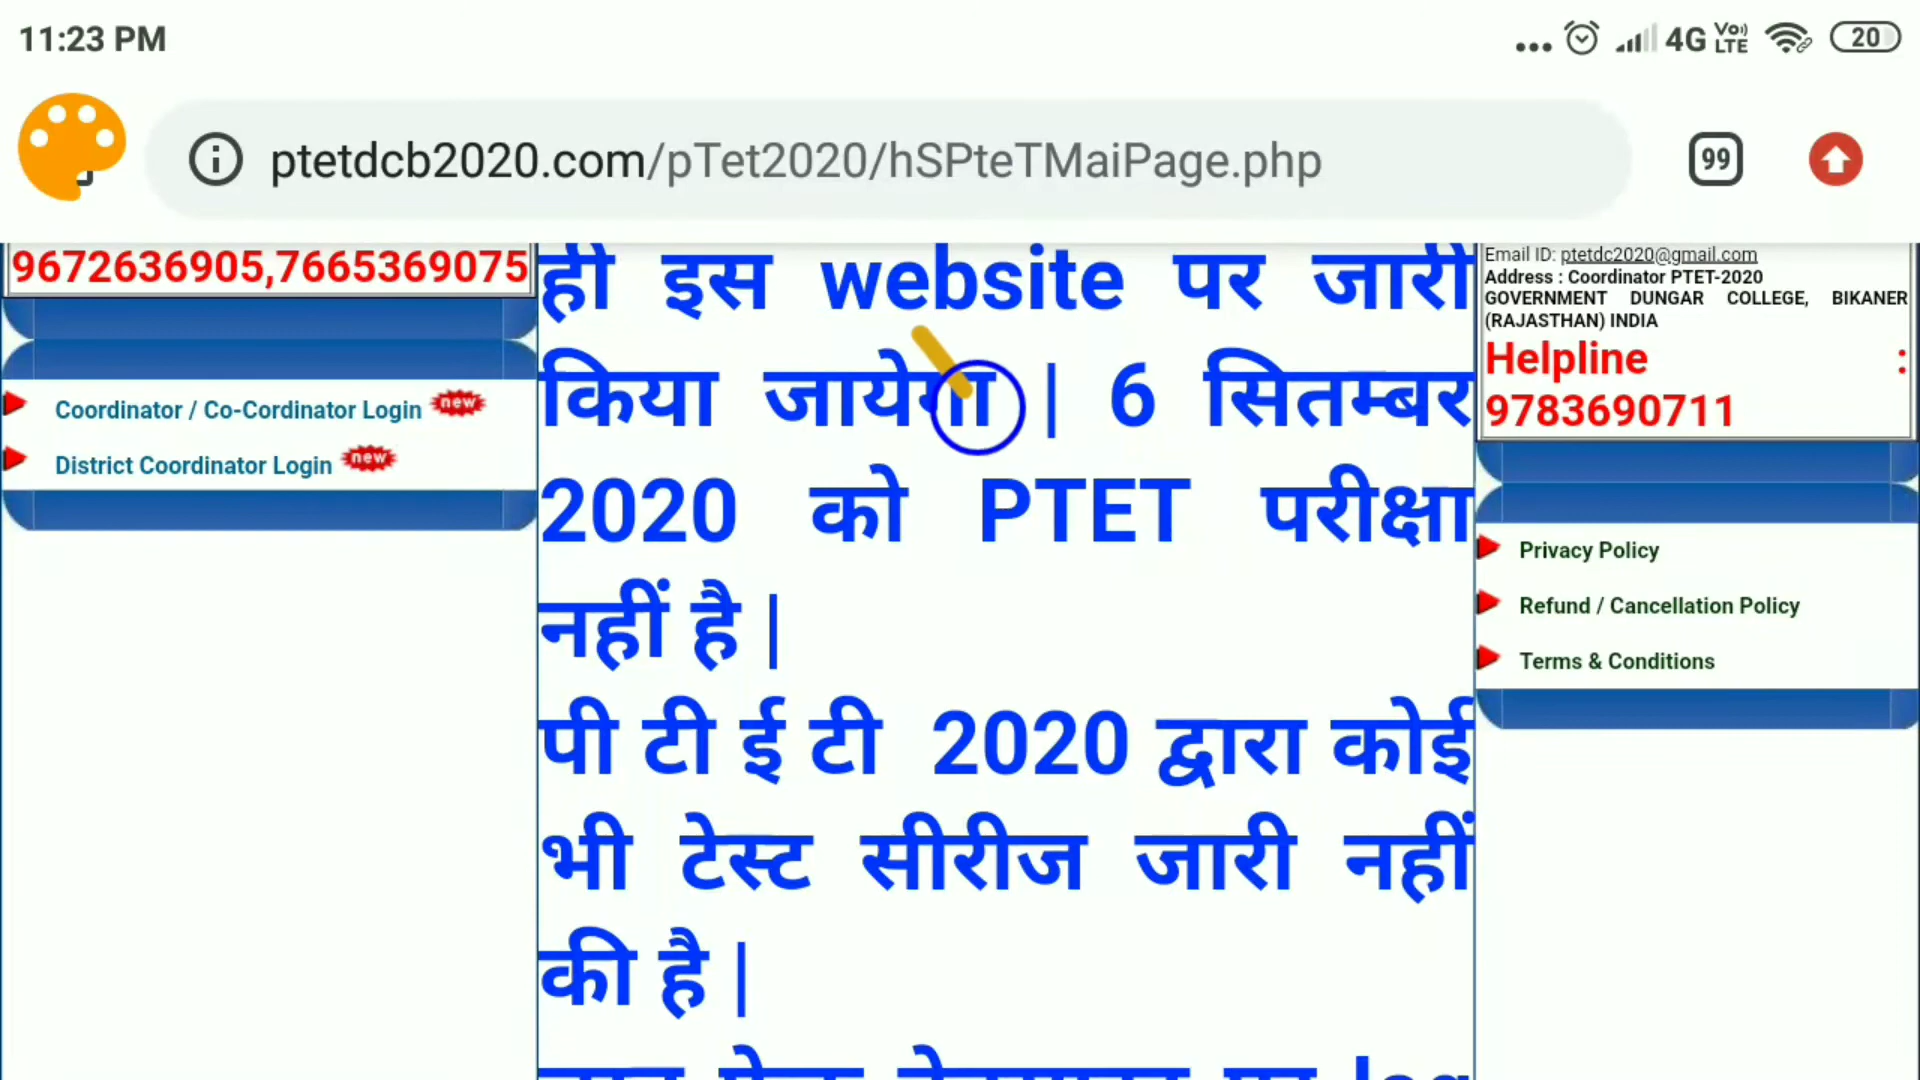 11:23 PM
4G Vo) LTE 20
ptetdcb2020.com/pTet2020/hSPteTMaiPage.php
99
9672636905,7665369075
Coordinator / Co-Cordinator Login new
District Coordinator Login new
ही इस website पर जारी
किया जायेगा | 6 सितम्बर
2020 को PTET परीक्षा
नहीं है |
पी टी ई टी 2020 द्वारा कोई
भी टेस्ट सीरीज जारी नहीं
की है |
Email ID: ptetdc2020@gmail.com
Address : Coordinator PTET-2020
GOVERNMENT DUNGAR COLLEGE, BIKANER
(RAJASTHAN) INDIA
Helpline :
9783690711
Privacy Policy
Refund / Cancellation Policy
Terms & Conditions